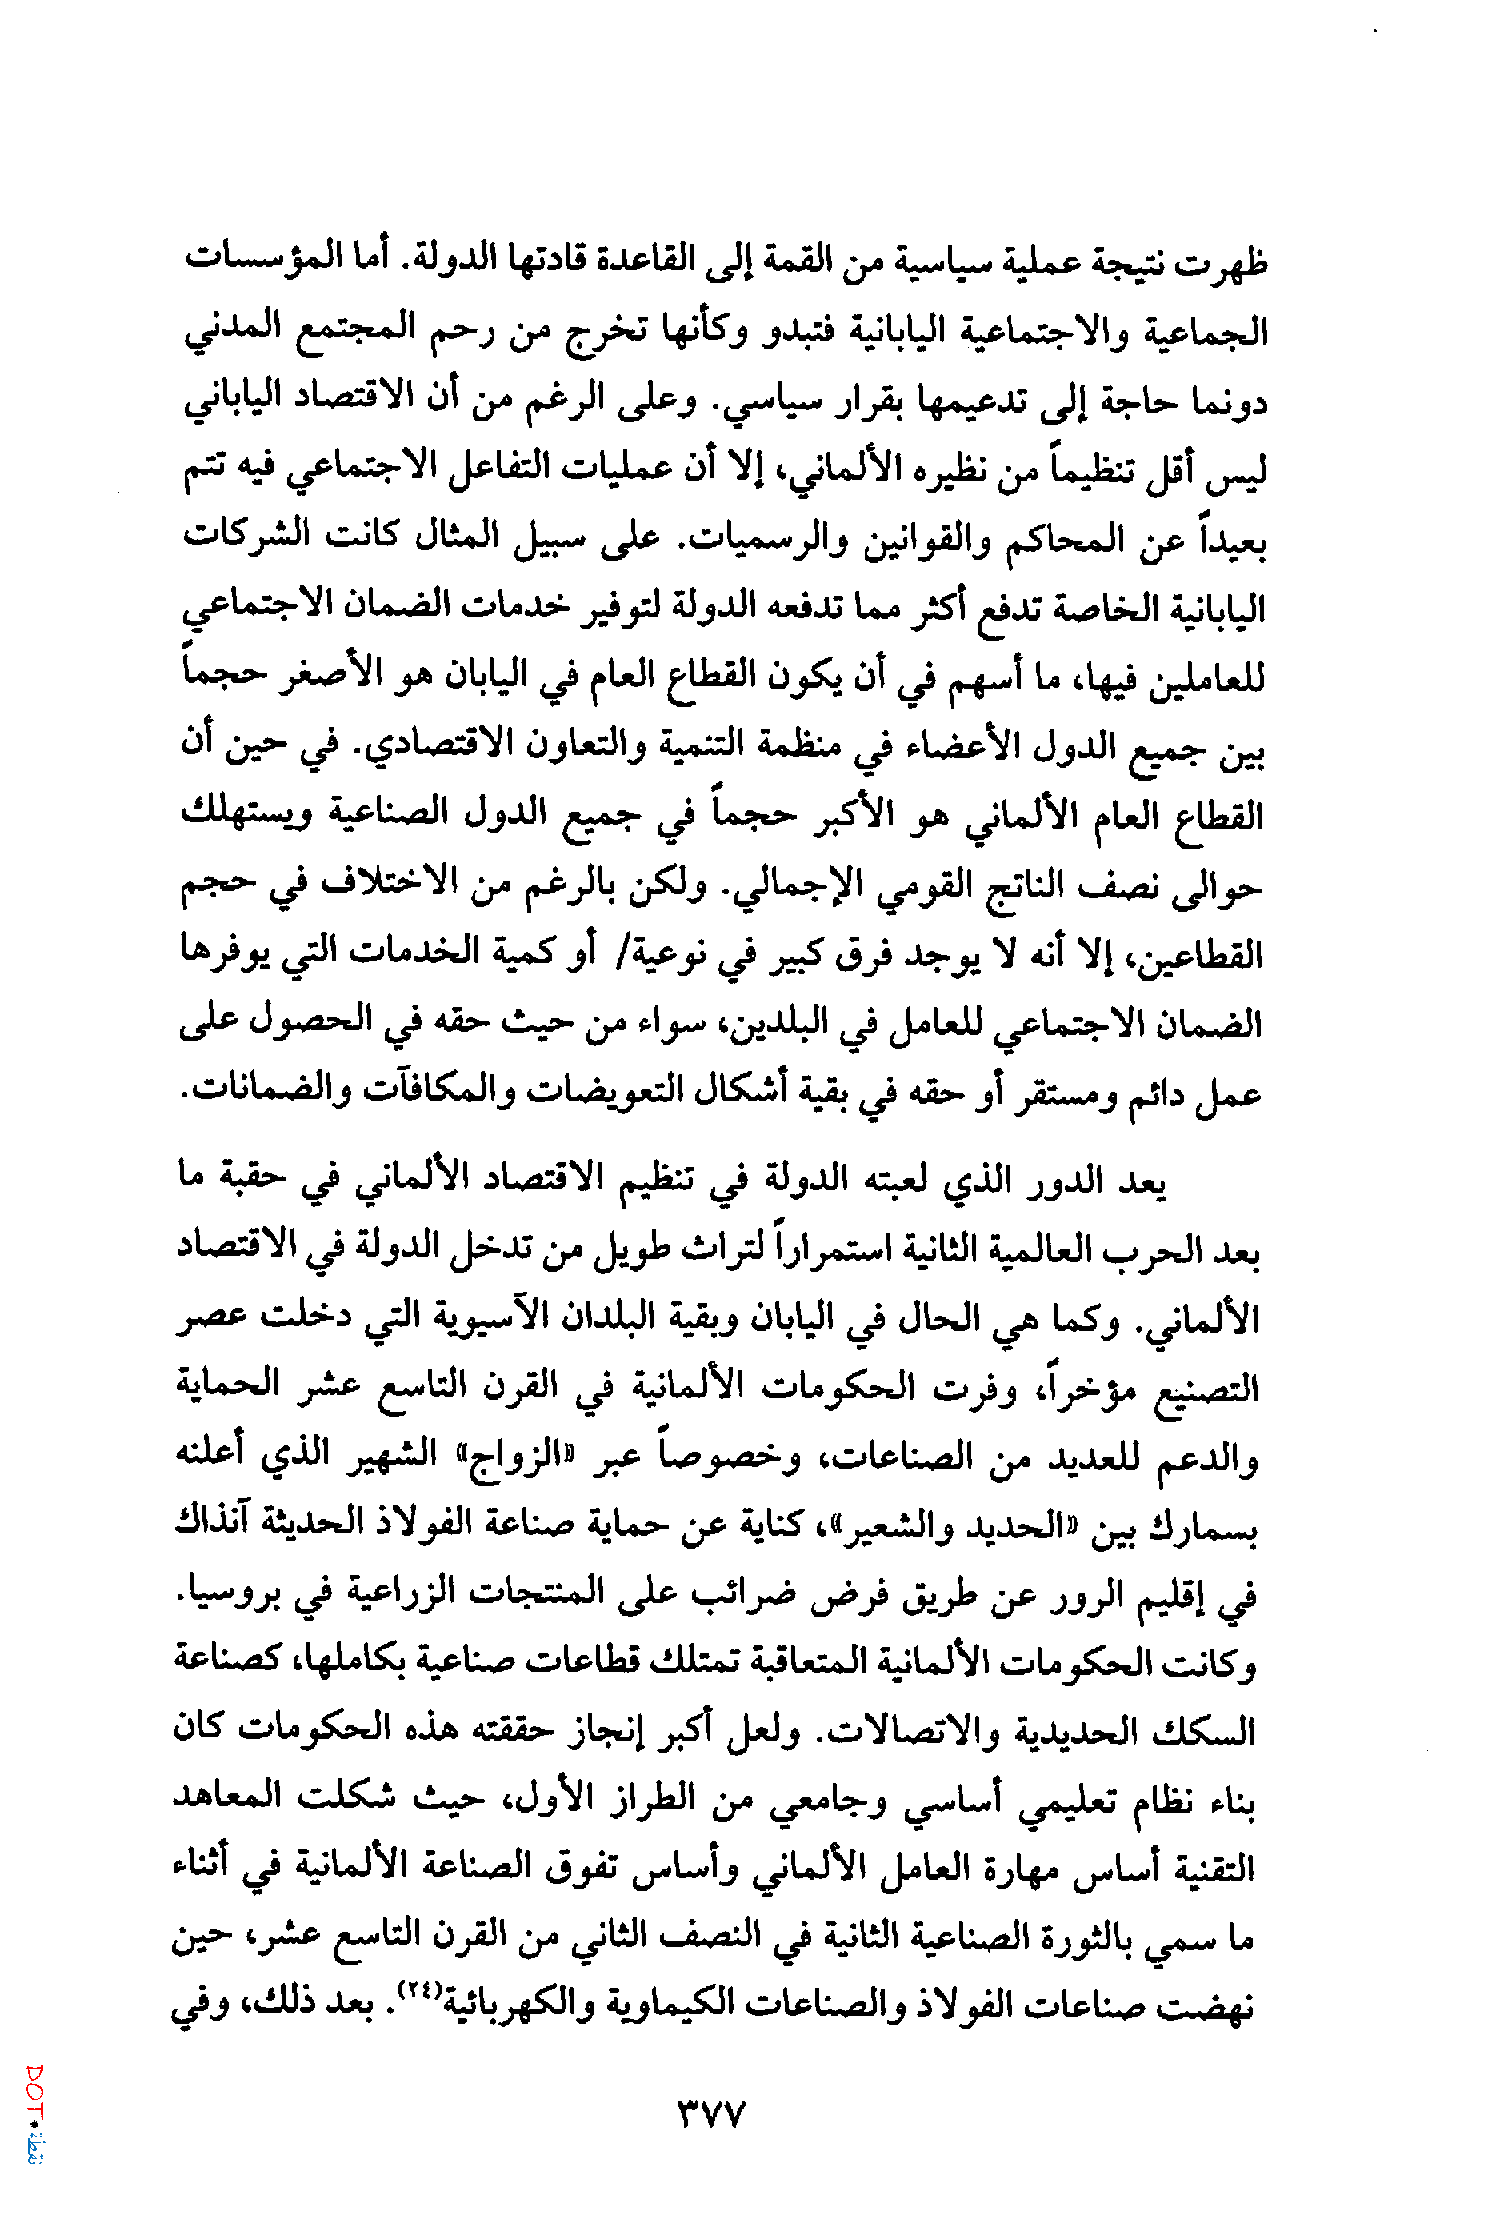 ظهرت نتيجة عملية سياسية من القمة إلى القاعدة قادتها الدولة. أما المؤسسات
الجماعية والاجتماعية اليابانية فتبدو وكأنها تخرج من رحم المجتمع المدني
دونما حاجة إلى تدعيمها بقرار سياسي. وعلى الرغم من أن الاقتصاد الياباني
ليس أقل تنظيماً من نظيره الألماني، إلا أن عمليات التفاعل الاجتماعي فيه تتم
بعيداً عن المحاكم والقوانين والرسميات. على سبيل المثال كانت الشركات
اليابانية الخاصة تدفع أكثر مما تدفعه الدولة لتوفير خدمات الضمان الاجتماعي
للعاملين فيها، ما أسهم في أن يكون القطاع العام في اليابان هو الأصغر حجماً
بين جميع الدول الأعضاء في منظمة التنمية والتعاون الاقتصادي. في حين أن
القطاع العام الألماني هو الأكبر حجماً في جميع الدول الصناعية ويستهلك
حوالى نصف الناتج القومي الإجمالي. ولكن بالرغم من الاختلاف في حجم
القطاعين، إلا أنه لا يوجد فرق كبير في نوعية/ أو كمية الخدمات التي يوفرها
الضمان الاجتماعي للعامل في البلدين، سواء من حيث حقه في الحصول على
عمل دائم ومستقر أو حقه في بقية أشكال التعويضات والمكافآت والضمانات.
يعد الدور الذي لعبته الدولة في تنظيم الاقتصاد الألماني في حقبة ما
بعد الحرب العالمية الثانية استمراراً لتراث طويل من تدخل الدولة في الاقتصاد
الألماني. وكما هي الحال في اليابان وبقية البلدان الآسيوية التي دخلت عصر
التصنيع مؤخراً، وفرت الحكومات الألمانية في القرن التاسع عشر الحماية
والدعم للعديد من الصناعات، وخصوصاً عبر «الزواج» الشهير الذي أعلنه
بسمارك بين «الحديد والشعير»، كناية عن حماية صناعة الفولاذ الحديثة آنذاك
في إقليم الرور عن طريق فرض ضرائب على المنتجات الزراعية في بروسيا.
وكانت الحكومات الألمانية المتعاقبة تمتلك قطاعات صناعية بكاملها، كصناعة
السكك الحديدية والاتصالات. ولعل أكبر إنجاز حققته هذه الحكومات كان
بناء نظام تعليمي أساسي وجامعي من الطراز الأول، حيث شكلت المعاهد
التقنية أساس مهارة العامل الألماني وأساس تفوق الصناعة الألمانية في أثناء
ما سمي بالثورة الصناعية الثانية في النصف الثاني من القرن التاسع عشر، حين
نهضت صناعات الفولاذ والصناعات الكيماوية والكهربائية(٢٤). بعد ذلك، وفي
٣٧٧
DOT • نقطة